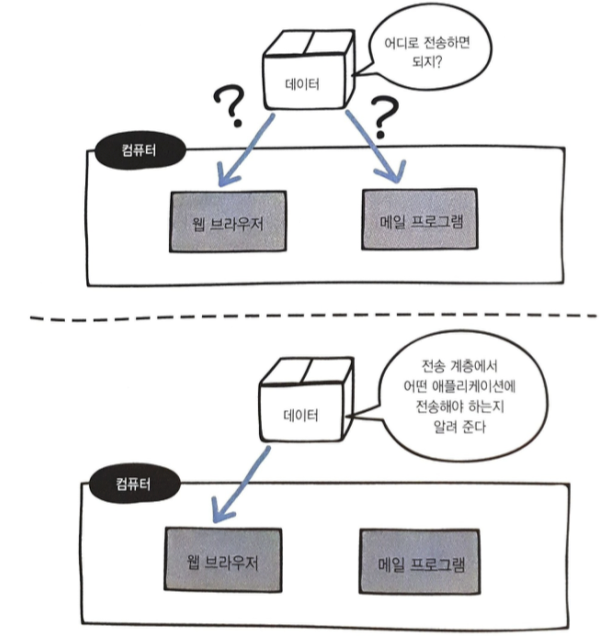 어디로 전송하면
되지?
데이터
컴퓨터
웹 브라우저
메일 프로그램
전송 계층에서
어떤 애플리케이션에
전송해야 하는지
알려 준다
데이터
컴퓨터
웹 브라우저
메일 프로그램